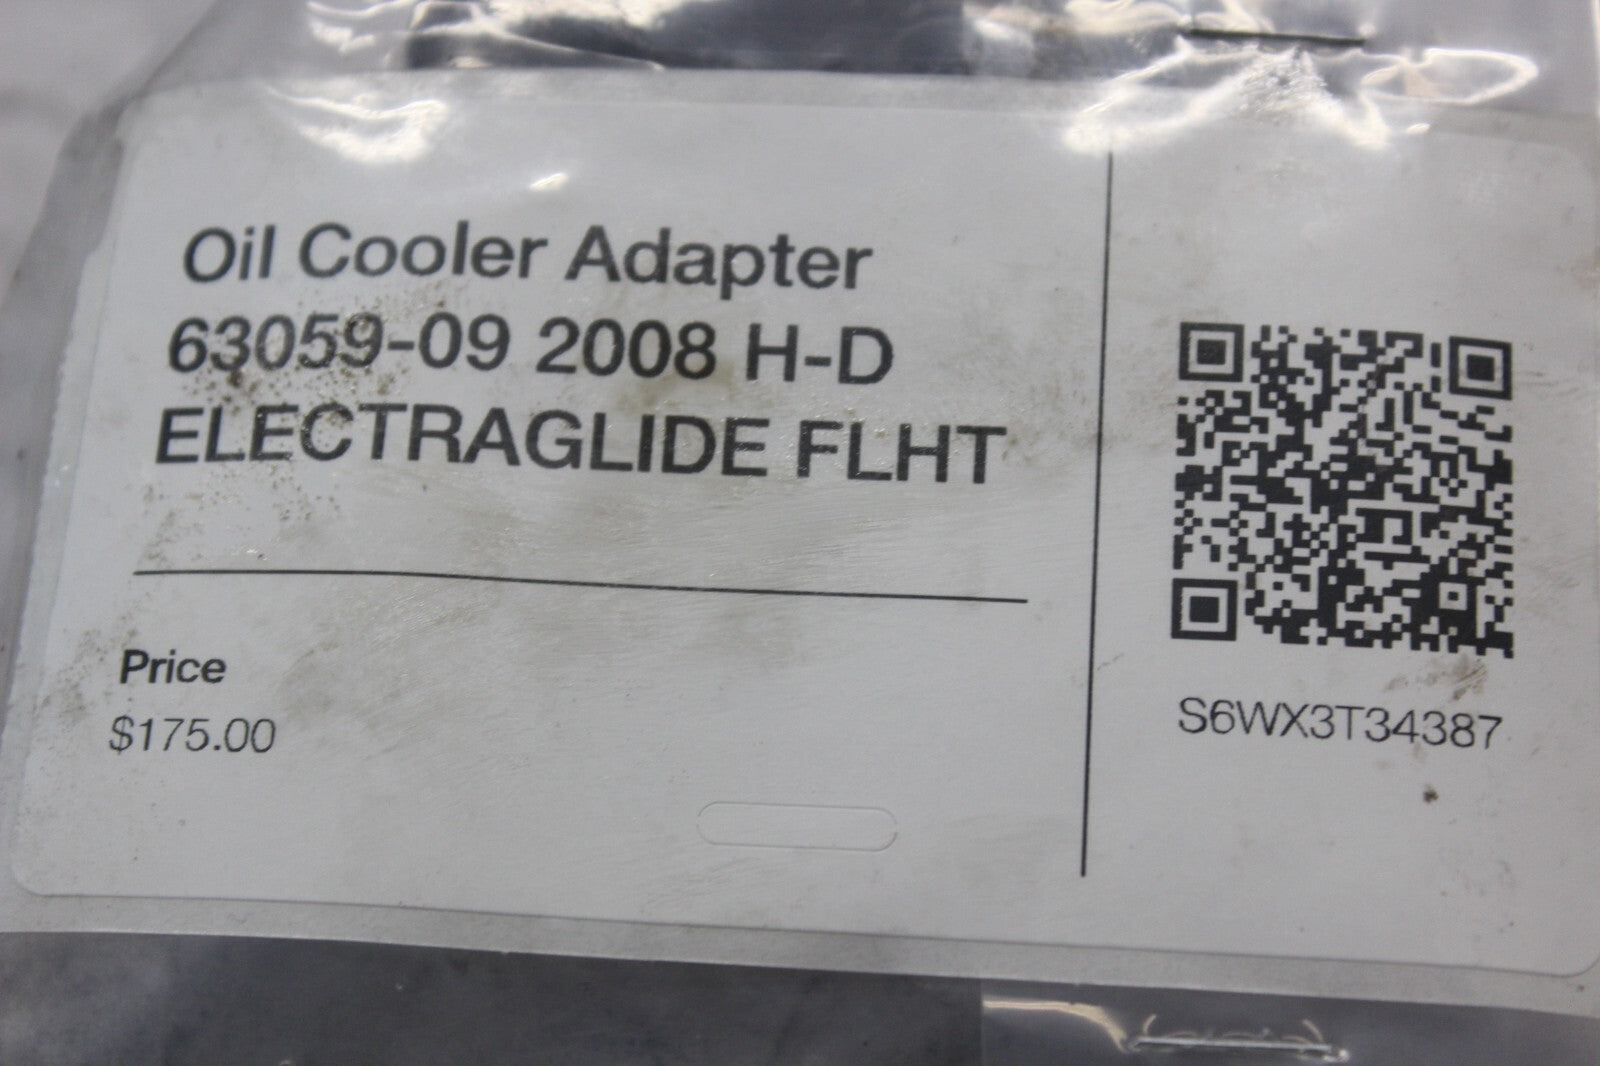 Oil Cooler Adapter
63059-09 2008 H-D
ELECTRAGLIDE FLHT
Price
$175.00
S6WX3T34387